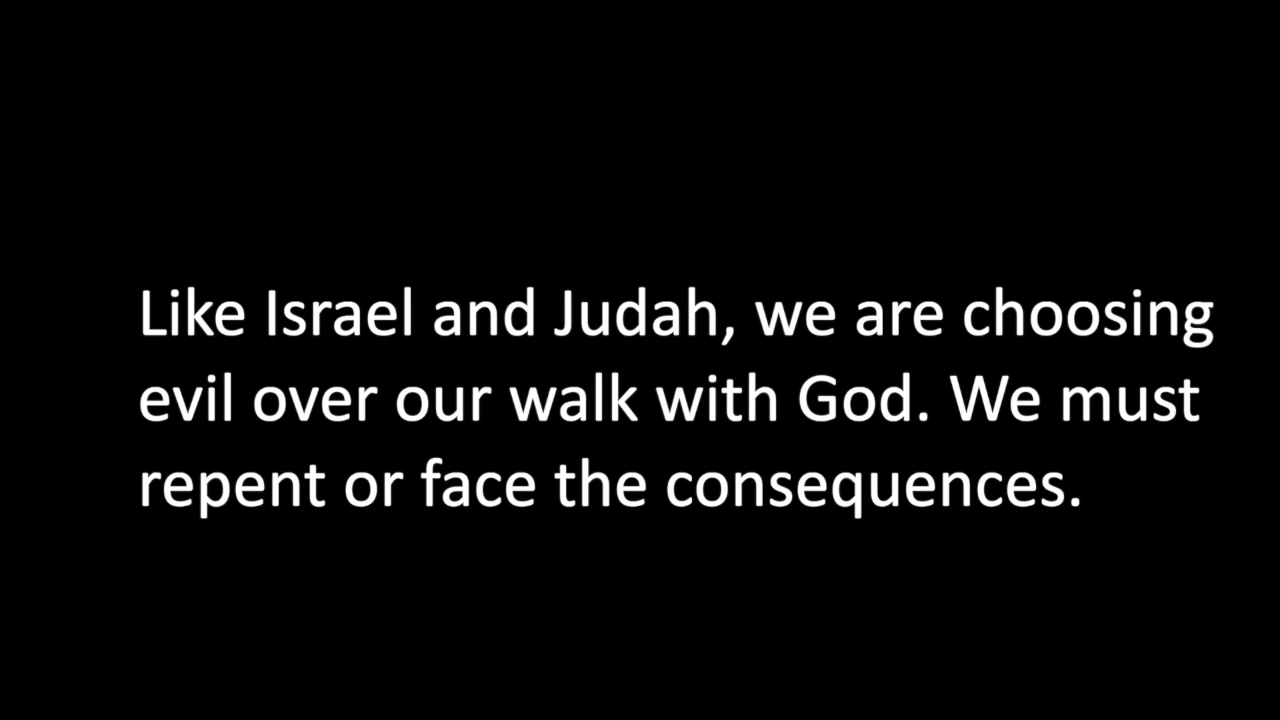 Like Israel and Judah, we are choosing
evil over our walk with God. We must
repent or face the consequences.